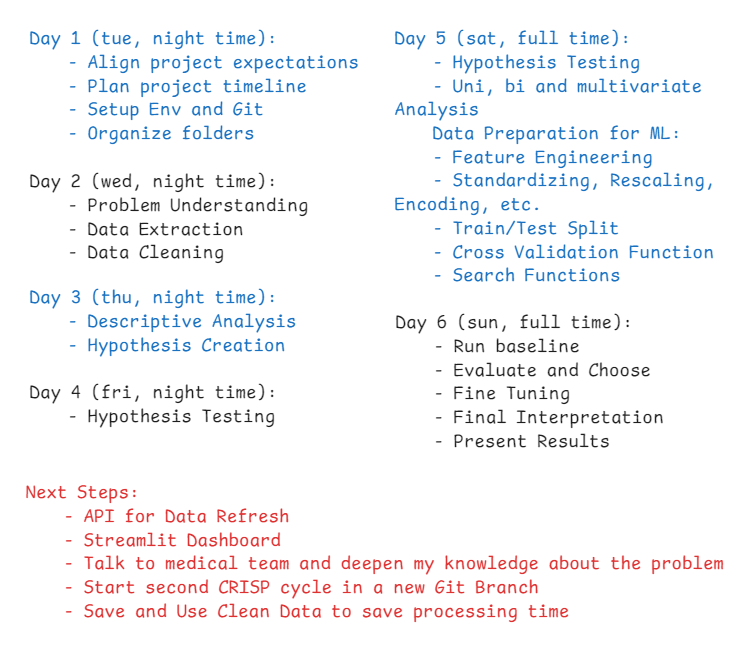 Day 1 (tue, night time):
- Align project expectations
- Plan project timeline
- Setup Env and Git
- Organize folders
Day 2 (wed, night time):
- Problem Understanding
- Data Extraction
- Data Cleaning
Day 3 (thu, night time):
- Descriptive Analysis
- Hypothesis Creation
Day 4 (fri, night time):
- Hypothesis Testing
Day 5 (sat, full time):
- Hypothesis Testing
- Uni, bi and multivariate
Analysis
Data Preparation for ML:
- Feature Engineering
- Standardizing, Rescaling,
Encoding, etc.
- Train/Test Split
- Cross Validation Function
- Search Functions
Day 6 (sun, full time):
- Run baseline
- Evaluate and Choose
- Fine Tuning
- Final Interpretation
- Present Results
Next Steps:
- API for Data Refresh
- Streamlit Dashboard
- Talk to medical team and deepen my knowledge about the problem
- Start second CRISP cycle in a new Git Branch
- Save and Use Clean Data to save processing time